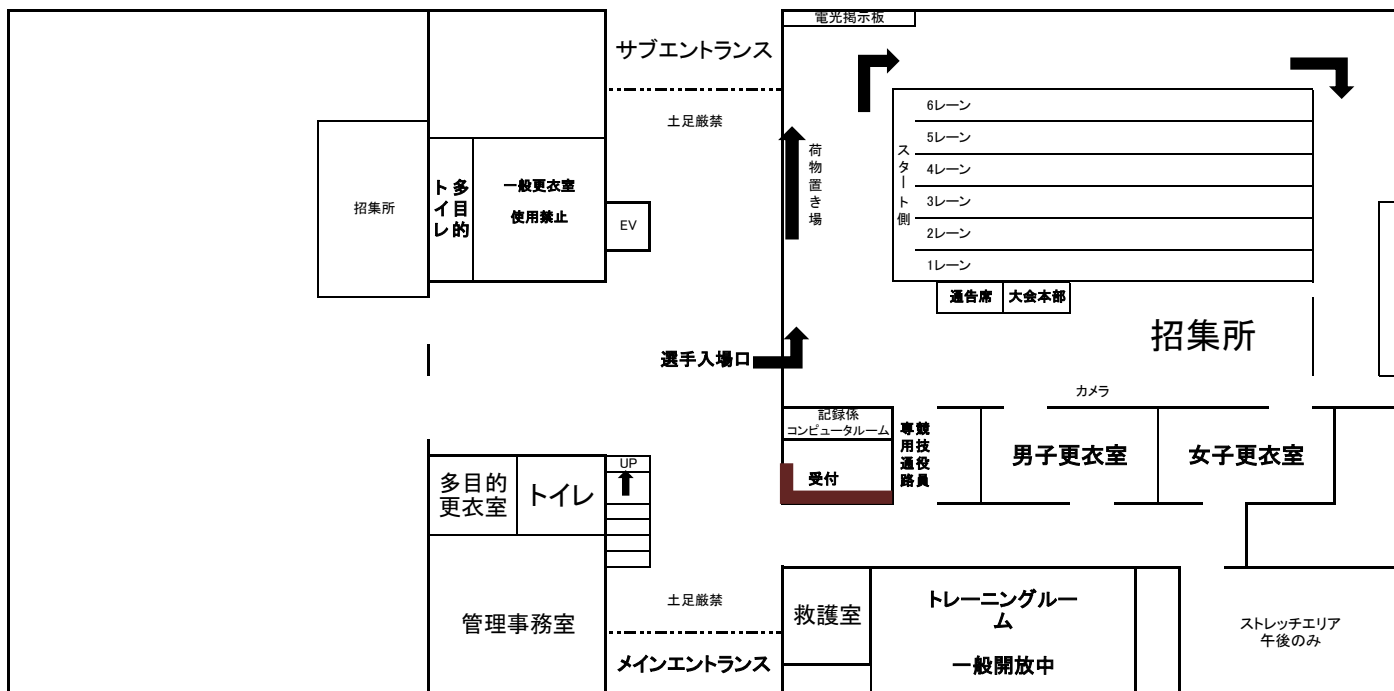 電光掲示板
サブエントランス
土足厳禁
荷物置き場
スタート側
6レーン
5レーン
4レーン
3レーン
2レーン
1レーン
招集所
多目的
トイレ
一般更衣室
使用禁止
EV
通告席
大会本部
招集所
選手入場口
カメラ
記録係
コンピュータルーム
受付
競技役員
専用通路
男子更衣室
女子更衣室
多目的
更衣室
トイレ
UP
管理事務室
土足厳禁
メインエントランス
救護室
トレーニングルー
ム
一般開放中
ストレッチエリア
午後のみ